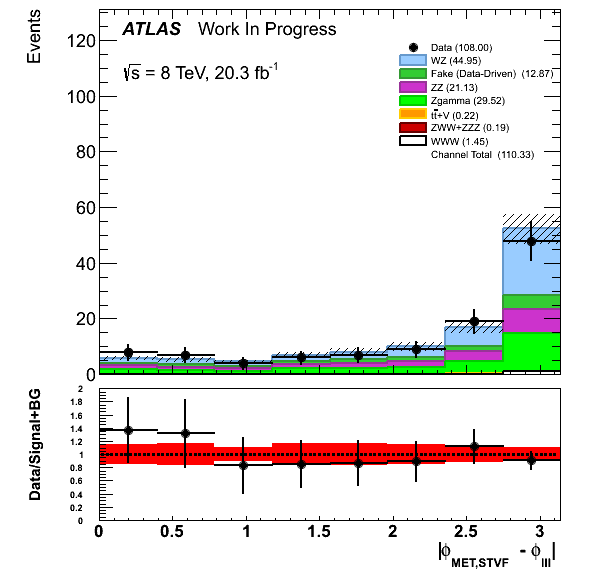 Events
ATLAS Work In Progress
√s = 8 TeV, 20.3 fb⁻¹
Data (108.00)
WZ (44.95)
Fake (Data-Driven) (12.87)
ZZ (21.13)
Zgamma (29.52)
tt̄+V (0.22)
ZWW+ZZZ (0.19)
WWW (1.45)
Channel Total (110.33)
120
100
80
60
40
20
0
Data/Signal+BG
2
1.8
1.6
1.4
1.2
1
0.8
0.6
0.4
0.2
0
0 0.5 1 1.5 2 2.5 3
|ϕ_MET,STVF - ϕ_lll|